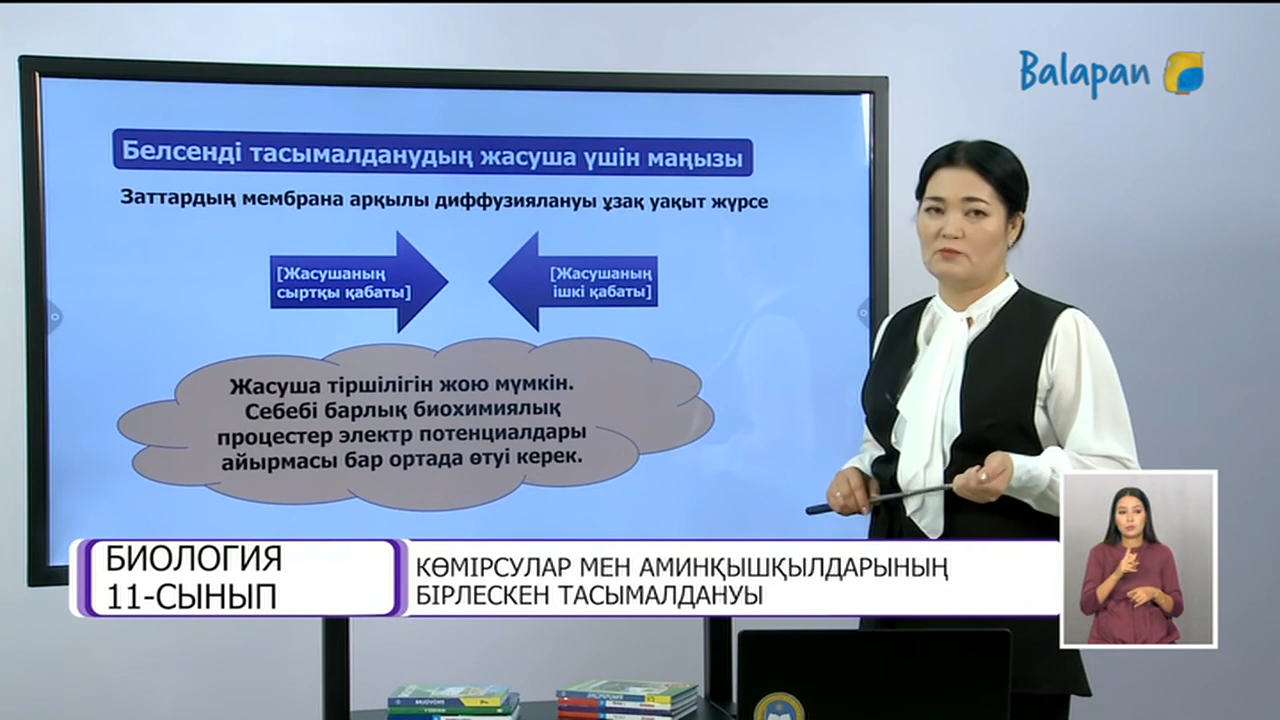 Balapan
Белсенді тасымалданудың жасуша үшін маңызы
Заттардың мембрана арқылы диффузиялануы ұзақ уақыт жүрсе
[Жасушаның
сыртқы қабаты]
[Жасушаның
ішкі қабаты]
Жасуша тіршілігін жою мүмкін.
Себебі барлық биохимиялық
процестер электр потенциалдары
айырмасы бар ортада өтуі керек.
БИОЛОГИЯ
11-СЫНЫП
КӨМІРСУЛАР МЕН АМИНҚЫШҚЫЛДАРЫНЫҢ
БІРЛЕСКЕН ТАСЫМАЛДАНУЫ